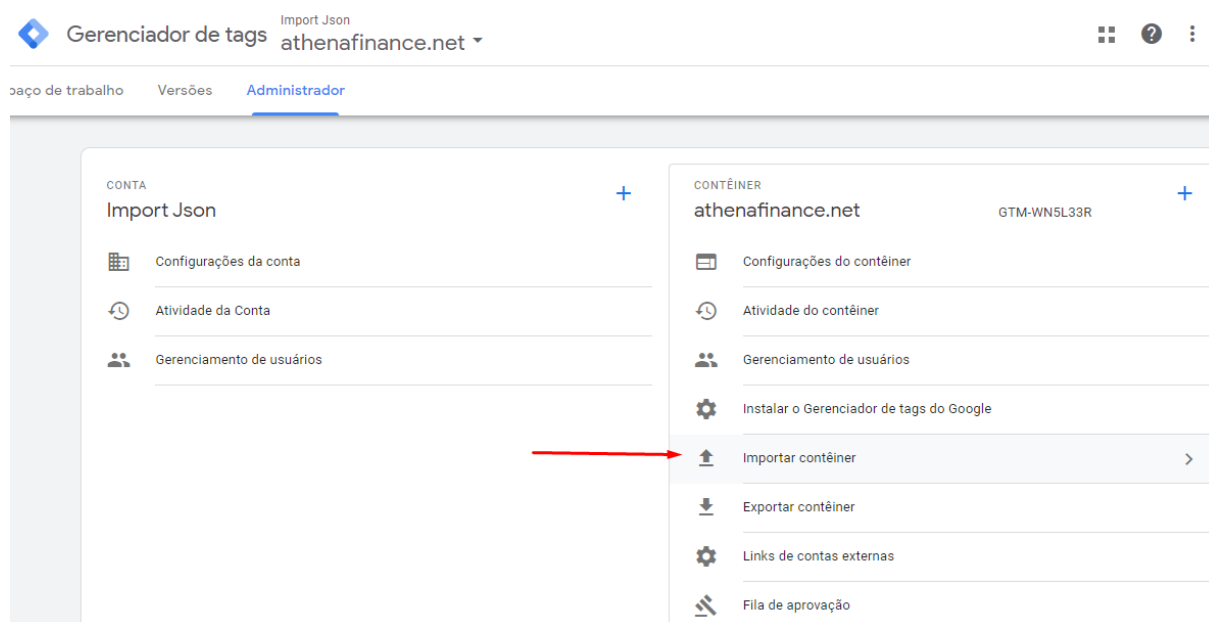 Import Json
Gerenciador de tags athenafinance.net
paço de trabalho Versões Administrador
CONTA
Import Json
Configurações da conta
Atividade da Conta
Gerenciamento de usuários
CONTÊINER
athenafinance.net GTM-WN5L33R
Configurações do contêiner
Atividade do contêiner
Gerenciamento de usuários
Instalar o Gerenciador de tags do Google
Importar contêiner
Exportar contêiner
Links de contas externas
Fila de aprovação